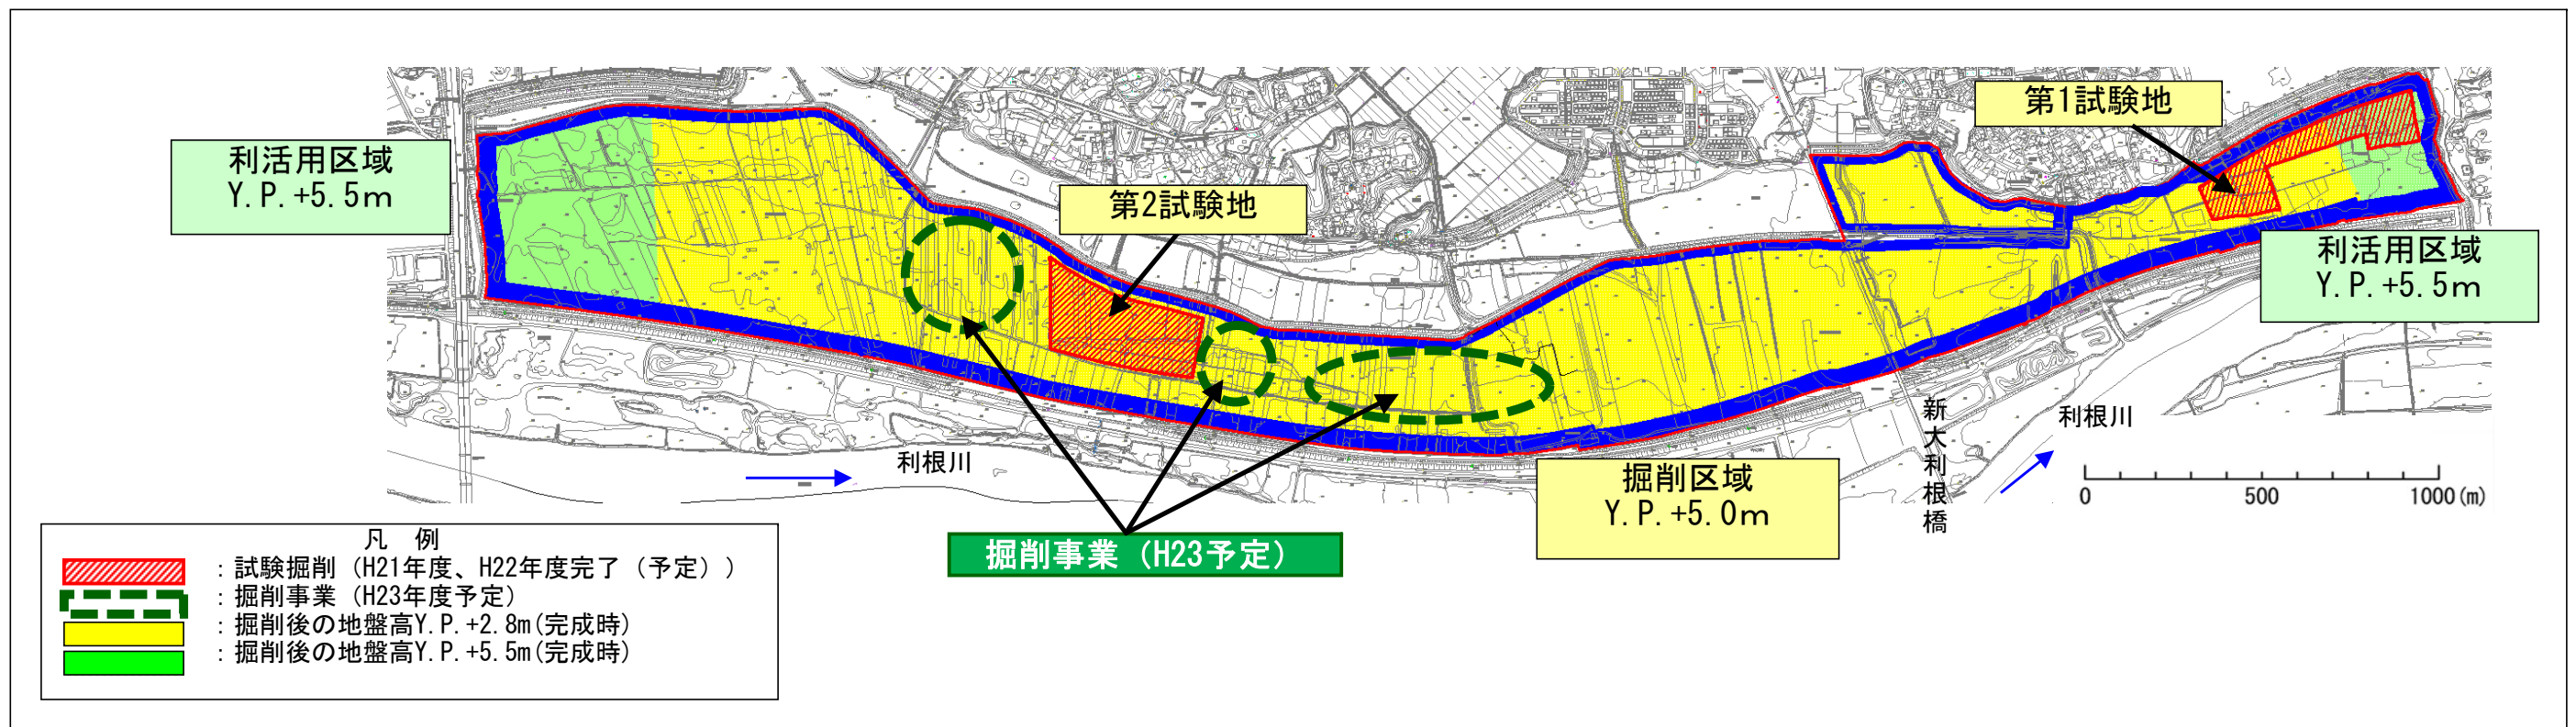 第1試験地
利活用区域
Y.P.+5.5m
第2試験地
利活用区域
Y.P.+5.5m
新大利根橋
利根川
利根川
掘削区域
Y.P.+5.0m
0 500 1000(m)
掘削事業（H23予定）
凡 例
：試験掘削（H21年度、H22年度完了（予定））
：掘削事業（H23年度予定）
：掘削後の地盤高Y.P.+2.8m(完成時)
：掘削後の地盤高Y.P.+5.5m(完成時)